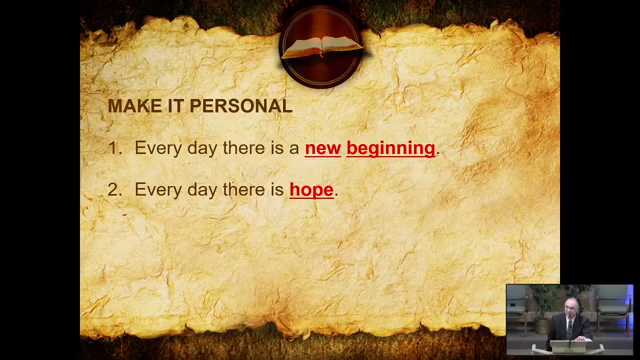 MAKE IT PERSONAL
1. Every day there is a new beginning.
2. Every day there is hope.